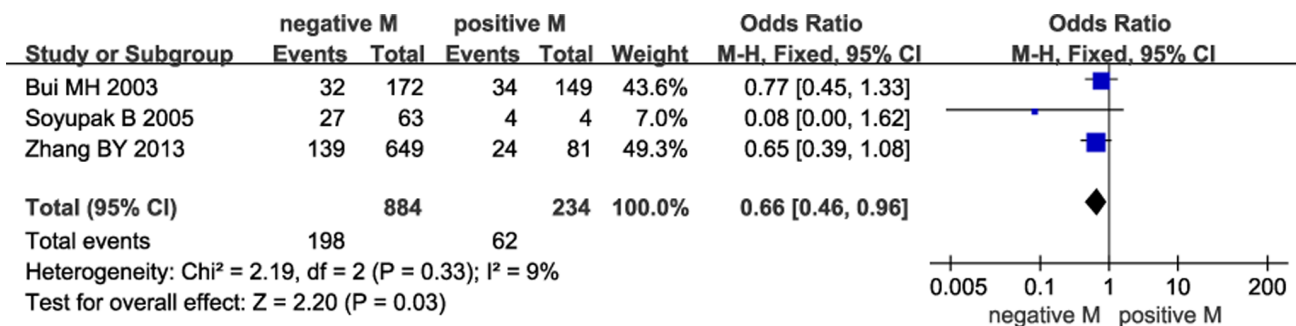 negative M positive M Odds Ratio Odds Ratio
Study or Subgroup Events Total Events Total Weight M-H, Fixed, 95% CI M-H, Fixed, 95% CI
Bui MH 2003 32 172 34 149 43.6% 0.77 [0.45, 1.33]
Soyupak B 2005 27 63 4 4 7.0% 0.08 [0.00, 1.62]
Zhang BY 2013 139 649 24 81 49.3% 0.65 [0.39, 1.08]
Total (95% CI) 884 234 100.0% 0.66 [0.46, 0.96]
Total events 198 62
Heterogeneity: Chi² = 2.19, df = 2 (P = 0.33); I² = 9%
Test for overall effect: Z = 2.20 (P = 0.03)
0.005 0.1 1 10 200
negative M positive M